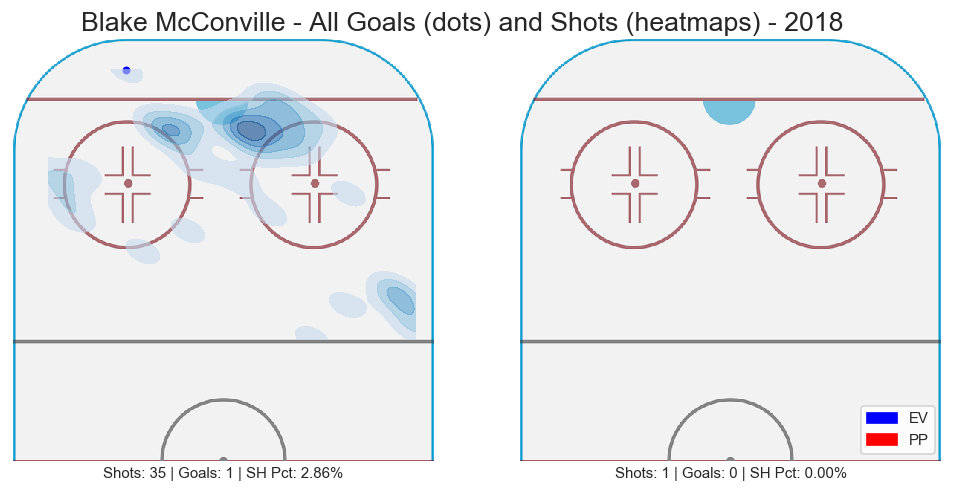 Blake McConville - All Goals (dots) and Shots (heatmaps) - 2018
EV
PP
Shots: 35 | Goals: 1 | SH Pct: 2.86%
Shots: 1 | Goals: 0 | SH Pct: 0.00%